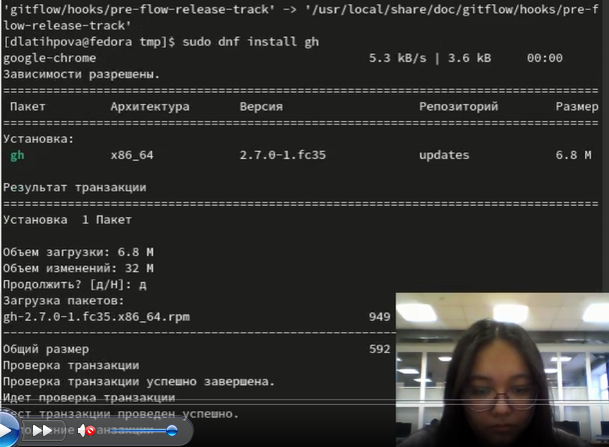 'gitflow/hooks/pre-flow-release-track' -> '/usr/local/share/doc/gitflow/hooks/pre-f
low-release-track'
[dlatihpova@fedora tmp]$ sudo dnf install gh
google-chrome 5.3 kB/s | 3.6 kB 00:00
Зависимости разрешены.
================================================================================
Пакет Архитектура Версия Репозиторий Размер
================================================================================
Установка:
gh x86_64 2.7.0-1.fc35 updates 6.8 M
Результат транзакции
================================================================================
Установка 1 Пакет
Объем загрузки: 6.8 M
Объем изменений: 32 M
Продолжить? [д/Н]: д
Загрузка пакетов:
gh-2.7.0-1.fc35.x86_64.rpm 949
--------------------------------------------------------------------------------
Общий размер 592
Проверка транзакции
Проверка транзакции успешно завершена.
Идет проверка транзакции
Тест транзакции проведен успешно.
транзакции